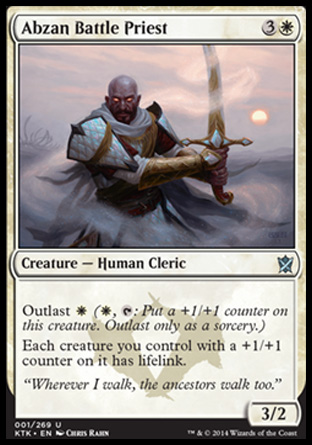 Abzan Battle Priest 3
Creature — Human Cleric
Outlast (, : Put a +1/+1 counter on
this creature. Outlast only as a sorcery.)
Each creature you control with a +1/+1
counter on it has lifelink.
“Wherever I walk, the ancestors walk too.”
3/2
001/269 U
KTK • EN Chris Rahn
™ & © 2014 Wizards of the Coast